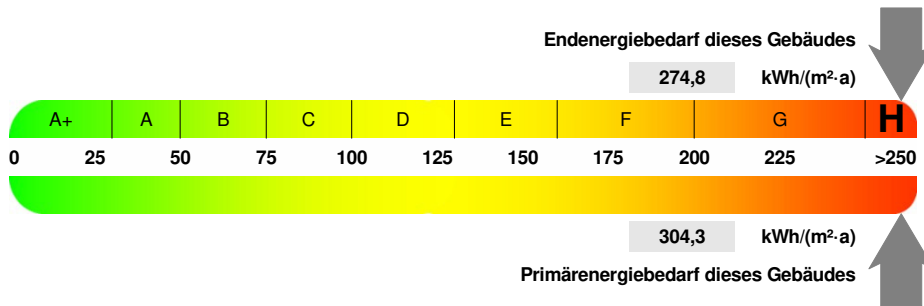 Endenergiebedarf dieses Gebäudes
274,8 kWh/(m²·a)
A+ A B C D E F G H
0 25 50 75 100 125 150 175 200 225 >250
304,3 kWh/(m²·a)
Primärenergiebedarf dieses Gebäudes